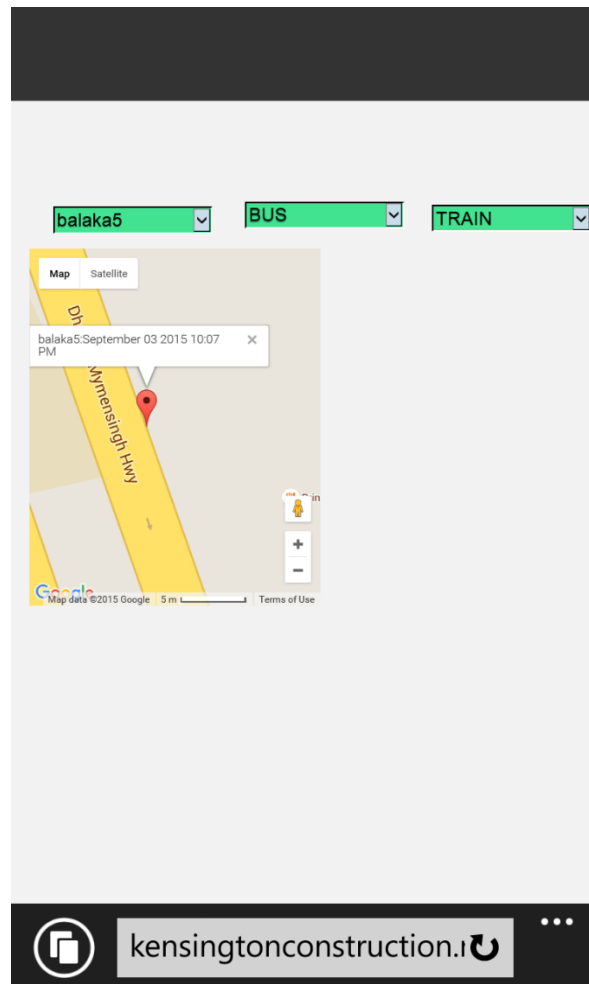 balaka5
BUS
TRAIN
Map Satellite
balaka5:September 03 2015 10:07
PM
Mymensingh Hwy
Google
Map data ©2015 Google 5 m Terms of Use
kensingtonconstruction.